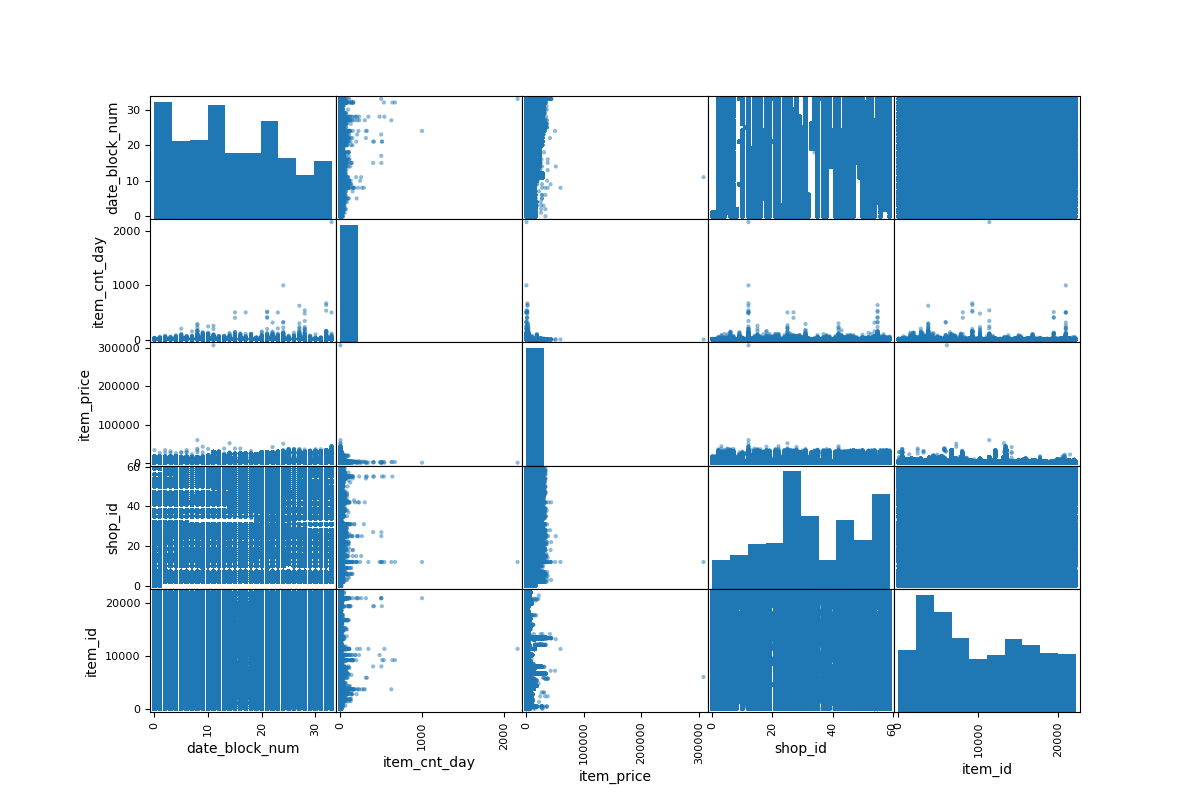 date_block_num
30
20
10
0
item_cnt_day
2000
1000
0
item_price
300000
200000
100000
0
shop_id
60
40
20
0
item_id
20000
10000
0
0 10 20 30
date_block_num
0 1000 2000
item_cnt_day
0 100000 200000 300000
item_price
0 20 40 60
shop_id
0 10000 20000
item_id